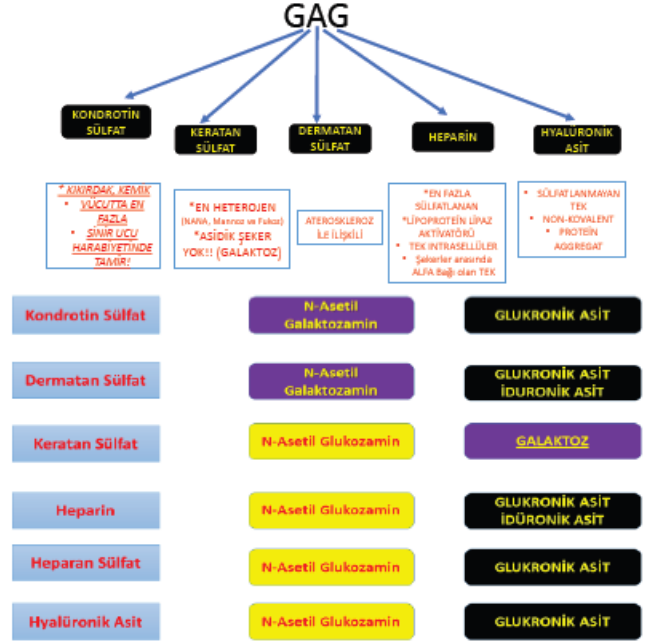 GAG
KONDROTİN
SÜLFAT
KERATAN
SÜLFAT
DERMATAN
SÜLFAT
HEPARİN
HYALÜRONİK
ASİT
* KIKIRDAK, KEMİK
• VÜCUTTA EN
FAZLA
• SİNİR UCU
HARABİYETİNDE
TAMİR!
*EN HETEROJEN
(NANA, Mannoz ve Fukoz)
*ASİDİK ŞEKER
YOK!! (GALAKTOZ)
ATEROSKLEROZ
İLE İLİŞKİLİ
*EN FAZLA
SÜLFATLANAN
*LİPOPROTEİN LİPAZ
AKTİVATÖRÜ
• TEK INTRASELLÜLER
• Şekerler arasında
ALFA Bağı olan TEK
• SÜLFATLANMAYAN
TEK
• NON-KOVALENT
• PROTEİN
AGGREGAT
Kondrotin Sülfat
N-Asetil
Galaktozamin
GLUKRONİK ASİT
Dermatan Sülfat
N-Asetil
Galaktozamin
GLUKRONİK ASİT
İDURONİK ASİT
Keratan Sülfat
N-Asetil Glukozamin
GALAKTOZ
Heparin
N-Asetil Glukozamin
GLUKRONİK ASİT
İDÜRONİK ASİT
Heparan Sülfat
N-Asetil Glukozamin
GLUKRONİK ASİT
Hyalüronik Asit
N-Asetil Glukozamin
GLUKRONİK ASİT